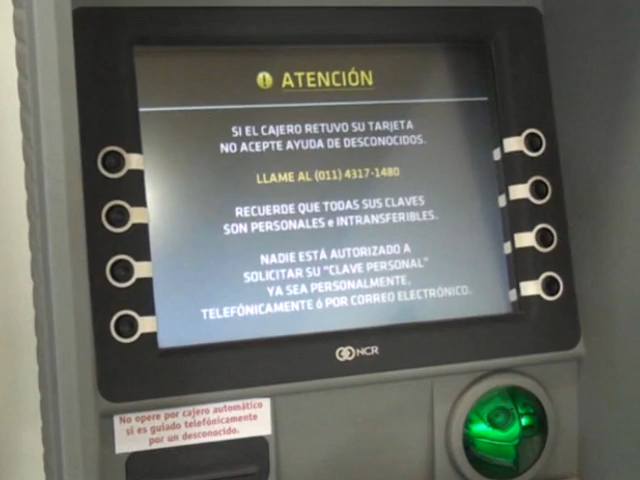 ATENCIÓN
SI EL CAJERO RETUVO SU TARJETA
NO ACEPTE AYUDA DE DESCONOCIDOS.
LLAME AL (011) 4317-1480
RECUERDE QUE TODAS SUS CLAVES
SON PERSONALES e INTRANSFERIBLES.
NADIE ESTÁ AUTORIZADO A
SOLICITAR SU "CLAVE PERSONAL"
YA SEA PERSONALMENTE,
TELEFÓNICAMENTE ó POR CORREO ELECTRÓNICO.
NCR
No opere por cajero automático
si es guiado telefónicamente
por un desconocido.